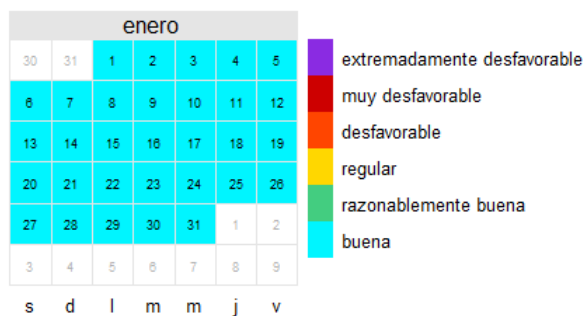 enero
30 31 1 2 3 4 5
6 7 8 9 10 11 12
13 14 15 16 17 18 19
20 21 22 23 24 25 26
27 28 29 30 31 1 2
3 4 5 6 7 8 9
s d l m m j v
extremadamente desfavorable
muy desfavorable
desfavorable
regular
razonablemente buena
buena